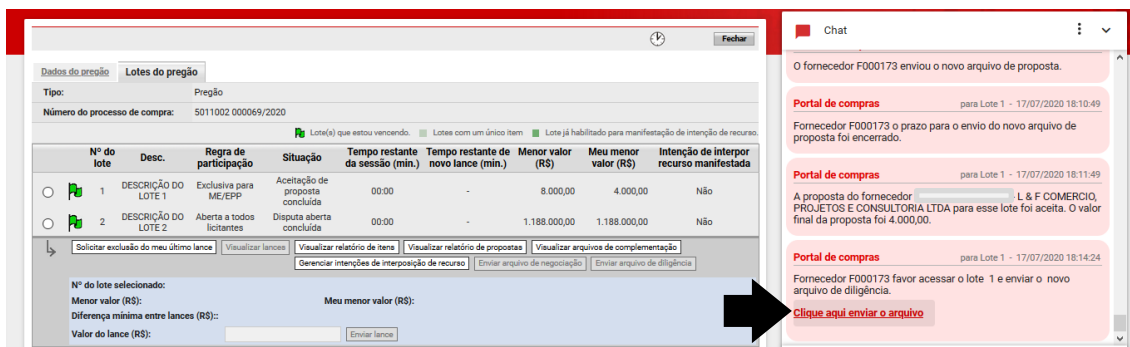 Fechar
Dados do pregão Lotes do pregão
Tipo: Pregão
Número do processo de compra: 5011002 000069/2020
Lote(s) que estou vencendo. Lotes com um único item Lote já habilitado para manifestação de intenção de recurso.
Nº do lote Desc. Regra de participação Situação Tempo restante da sessão (min.) Tempo restante de novo lance (min.) Menor valor (R$) Meu menor valor (R$) Intenção de interpor recurso manifestada
1 DESCRIÇÃO DO LOTE 1 Exclusiva para ME/EPP Aceitação de proposta concluída 00:00 - 8.000,00 4.000,00 Não
2 DESCRIÇÃO DO LOTE 2 Aberta a todos licitantes Disputa aberta concluída 00:00 - 1.188.000,00 1.188.000,00 Não
Solicitar exclusão do meu último lance Visualizar lances Visualizar relatório de itens Visualizar relatório de propostas Visualizar arquivos de complementação
Gerenciar intenções de interposição de recurso Enviar arquivo de negociação Enviar arquivo de diligência
Nº do lote selecionado:
Menor valor (R$): Meu menor valor (R$):
Diferença mínima entre lances (R$)::
Valor do lance (R$): Enviar lance
Chat
O fornecedor F000173 enviou o novo arquivo de proposta.
Portal de compras para Lote 1 - 17/07/2020 18:10:49
Fornecedor F000173 o prazo para o envio do novo arquivo de
proposta foi encerrado.
Portal de compras para Lote 1 - 17/07/2020 18:11:49
A proposta do fornecedor - L & F COMERCIO,
PROJETOS E CONSULTORIA LTDA para esse lote foi aceita. O valor
final da proposta foi 4.000,00.
Portal de compras para Lote 1 - 17/07/2020 18:14:24
Fornecedor F000173 favor acessar o lote 1 e enviar o novo
arquivo de diligência.
Clique aqui enviar o arquivo